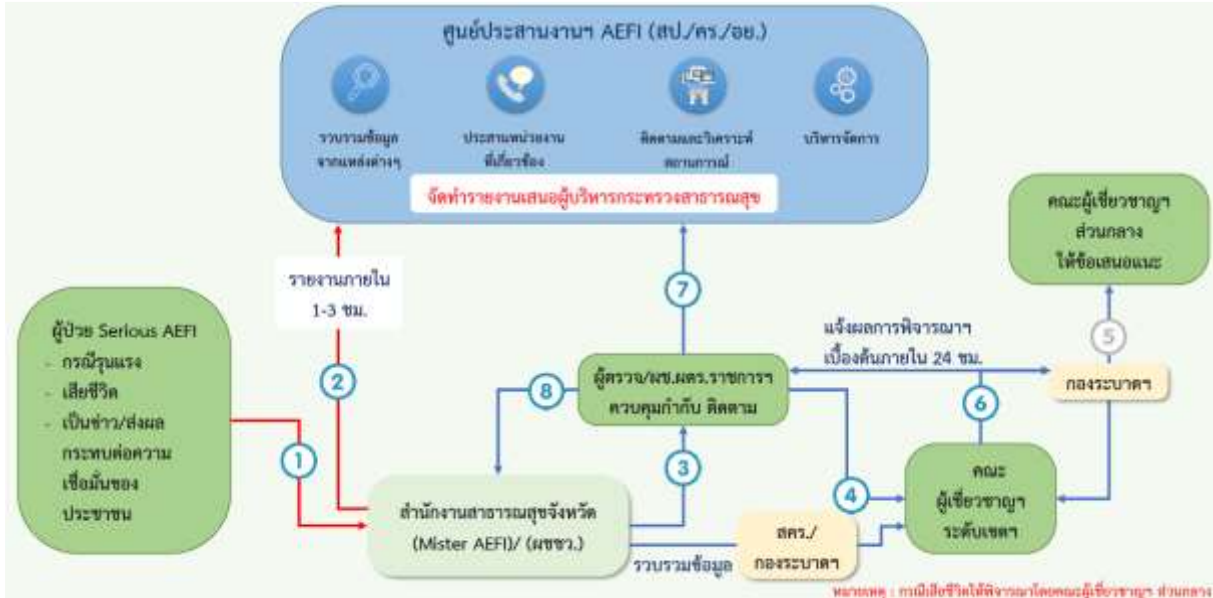 ศูนย์ประสานงานฯ AEFI (สป./คร./อย.)
รวบรวมข้อมูล
จากแหล่งต่างๆ
ประสานหน่วยงาน
ที่เกี่ยวข้อง
ติดตามและวิเคราะห์
สถานการณ์
บริหารจัดการ
จัดทำรายงานเสนอผู้บริหารกระทรวงสาธารณสุข
คณะผู้เชี่ยวชาญฯ
ส่วนกลาง
ให้ข้อเสนอแนะ
รายงานภายใน
1-3 ชม.
7
5
ผู้ป่วย Serious AEFI
- กรณีรุนแรง
- เสียชีวิต
- เป็นข่าว/ส่งผล
กระทบต่อความ
เชื่อมั่นของ
ประชาชน
แจ้งผลการพิจารณาฯ
เบื้องต้นภายใน 24 ชม.
2
8
ผู้ตรวจ/ผช.ผตร.ราชการฯ
ควบคุมกำกับ ติดตาม
6
กองระบาดฯ
1
3
4
สำนักงานสาธารณสุขจังหวัด
(Mister AEFI)/ (ผชชว.)
รวบรวมข้อมูล
สคร./
กองระบาดฯ
คณะ
ผู้เชี่ยวชาญฯ
ระดับเขตฯ
หมายเหตุ : กรณีเสียชีวิตให้พิจารณาโดยคณะผู้เชี่ยวชาญฯ ส่วนกลาง